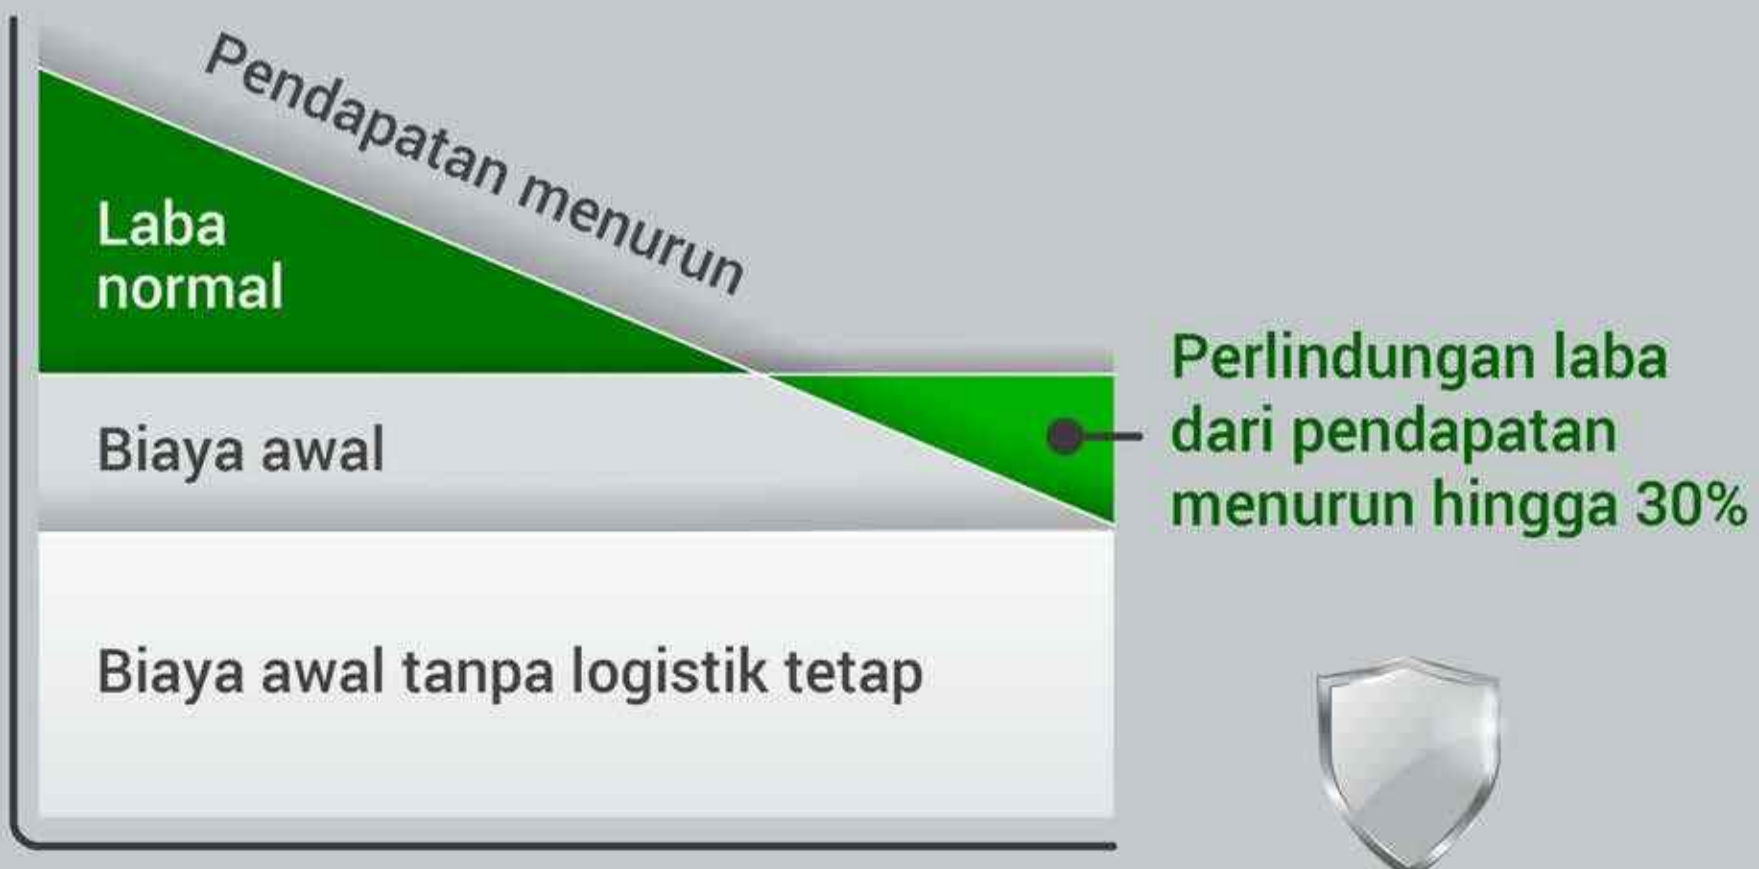 Pendapatan menurun
Laba
normal
Biaya awal
Perlindungan laba
dari pendapatan
menurun hingga 30%
Biaya awal tanpa logistik tetap